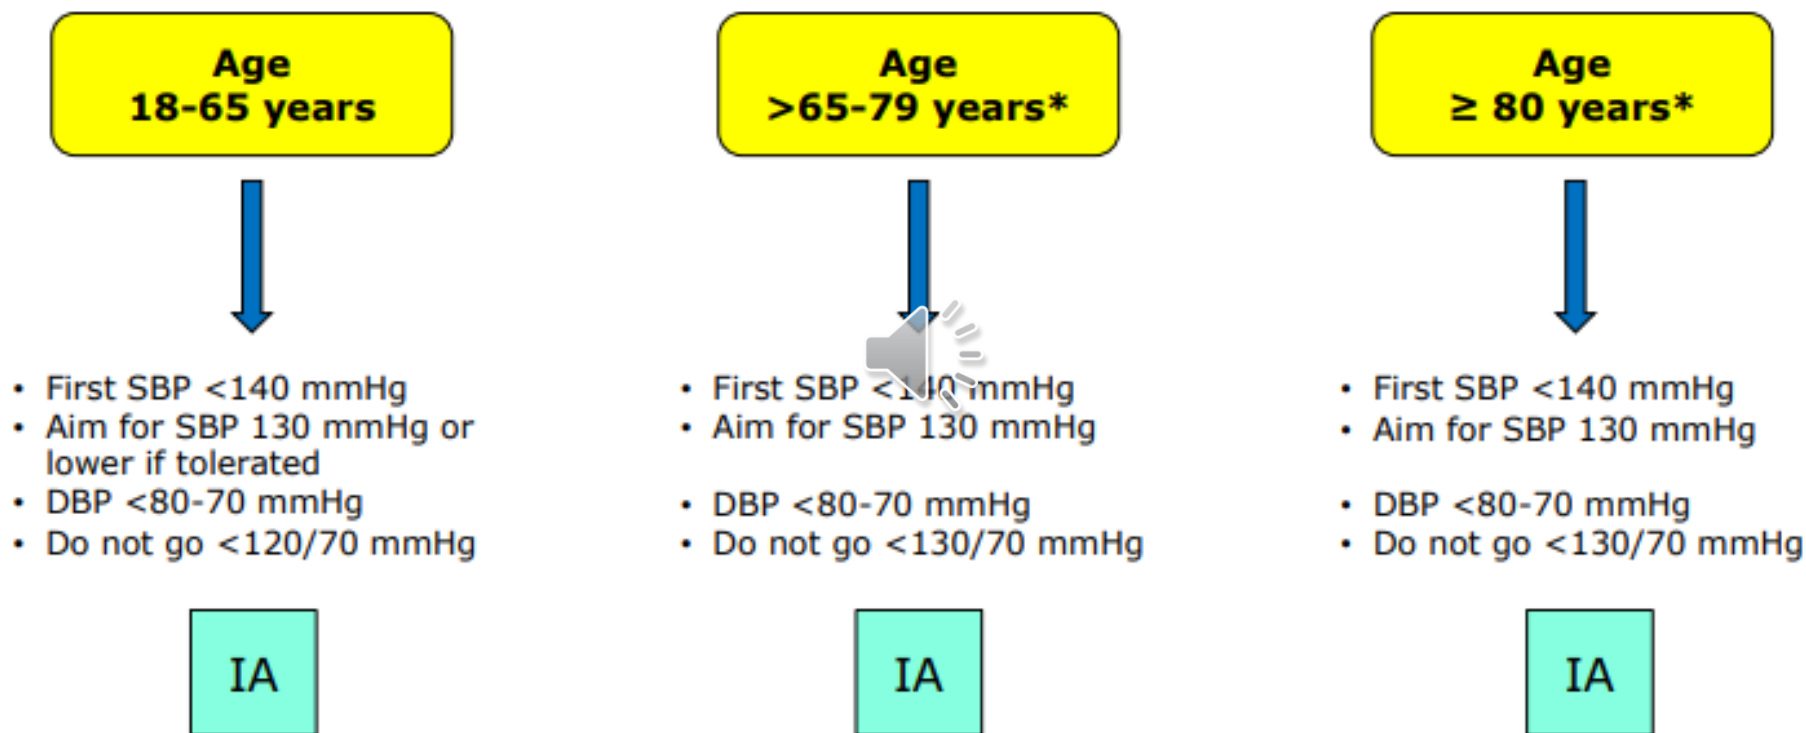 Age
18-65 years
• First SBP <140 mmHg
• Aim for SBP 130 mmHg or
lower if tolerated
• DBP <80-70 mmHg
• Do not go <120/70 mmHg
IA
Age
>65-79 years*
• First SBP <140 mmHg
• Aim for SBP 130 mmHg
• DBP <80-70 mmHg
• Do not go <130/70 mmHg
IA
Age
≥ 80 years*
• First SBP <140 mmHg
• Aim for SBP 130 mmHg
• DBP <80-70 mmHg
• Do not go <130/70 mmHg
IA